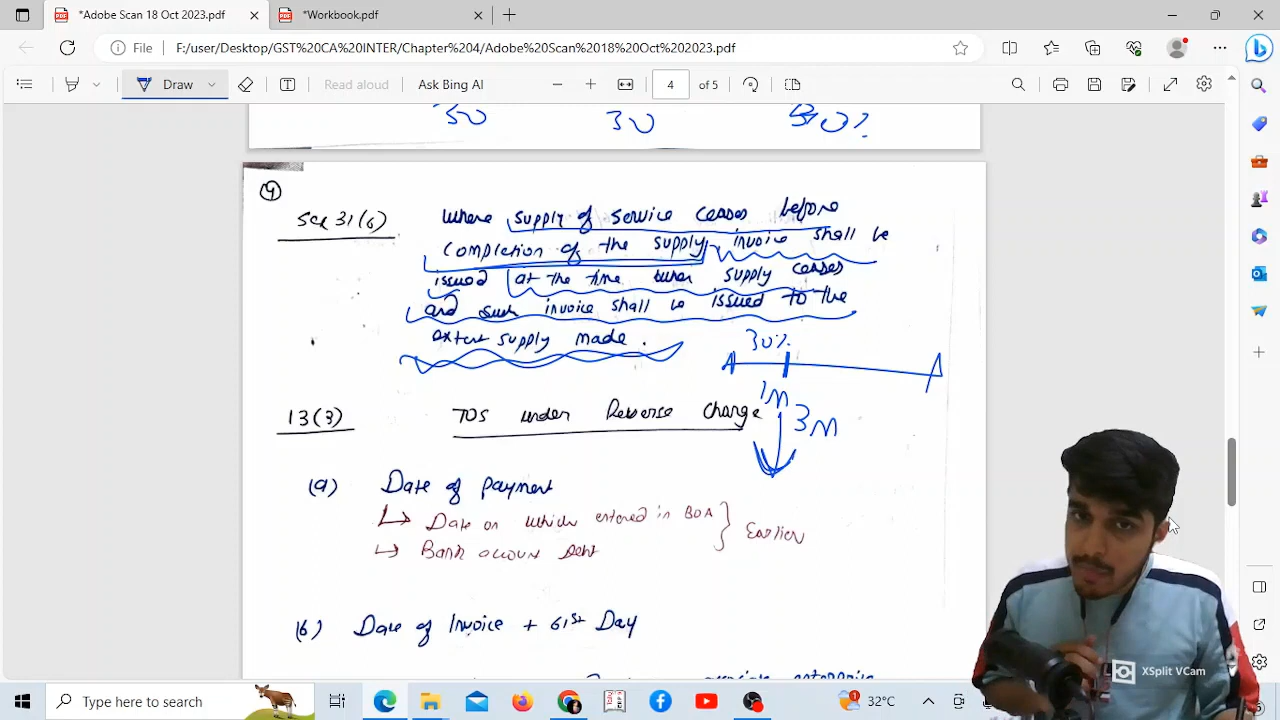 *Adobe Scan 18 Oct 2023.pdf
*Workbook.pdf
File F:/user/Desktop/GST%20CA%20INTER/Chapter%204/Adobe%20Scan%2018%20Oct%202023.pdf
Draw
Read aloud
Ask Bing AI
4 of 5
30
4
Sec 31(6)
Where supply of service ceases before
completion of the supply invoice shall be
issued at the time when supply ceases
and such invoice shall be issued to the
extent supply made.
30%
1M
3M
13(3)
TOS under Reverse Charge
(a) Date of payment
Date on which entered in BOA
Bank account debt
Earlier
(b) Date of Invoice + 61st Day
XSplit VCam
Type here to search
32°C